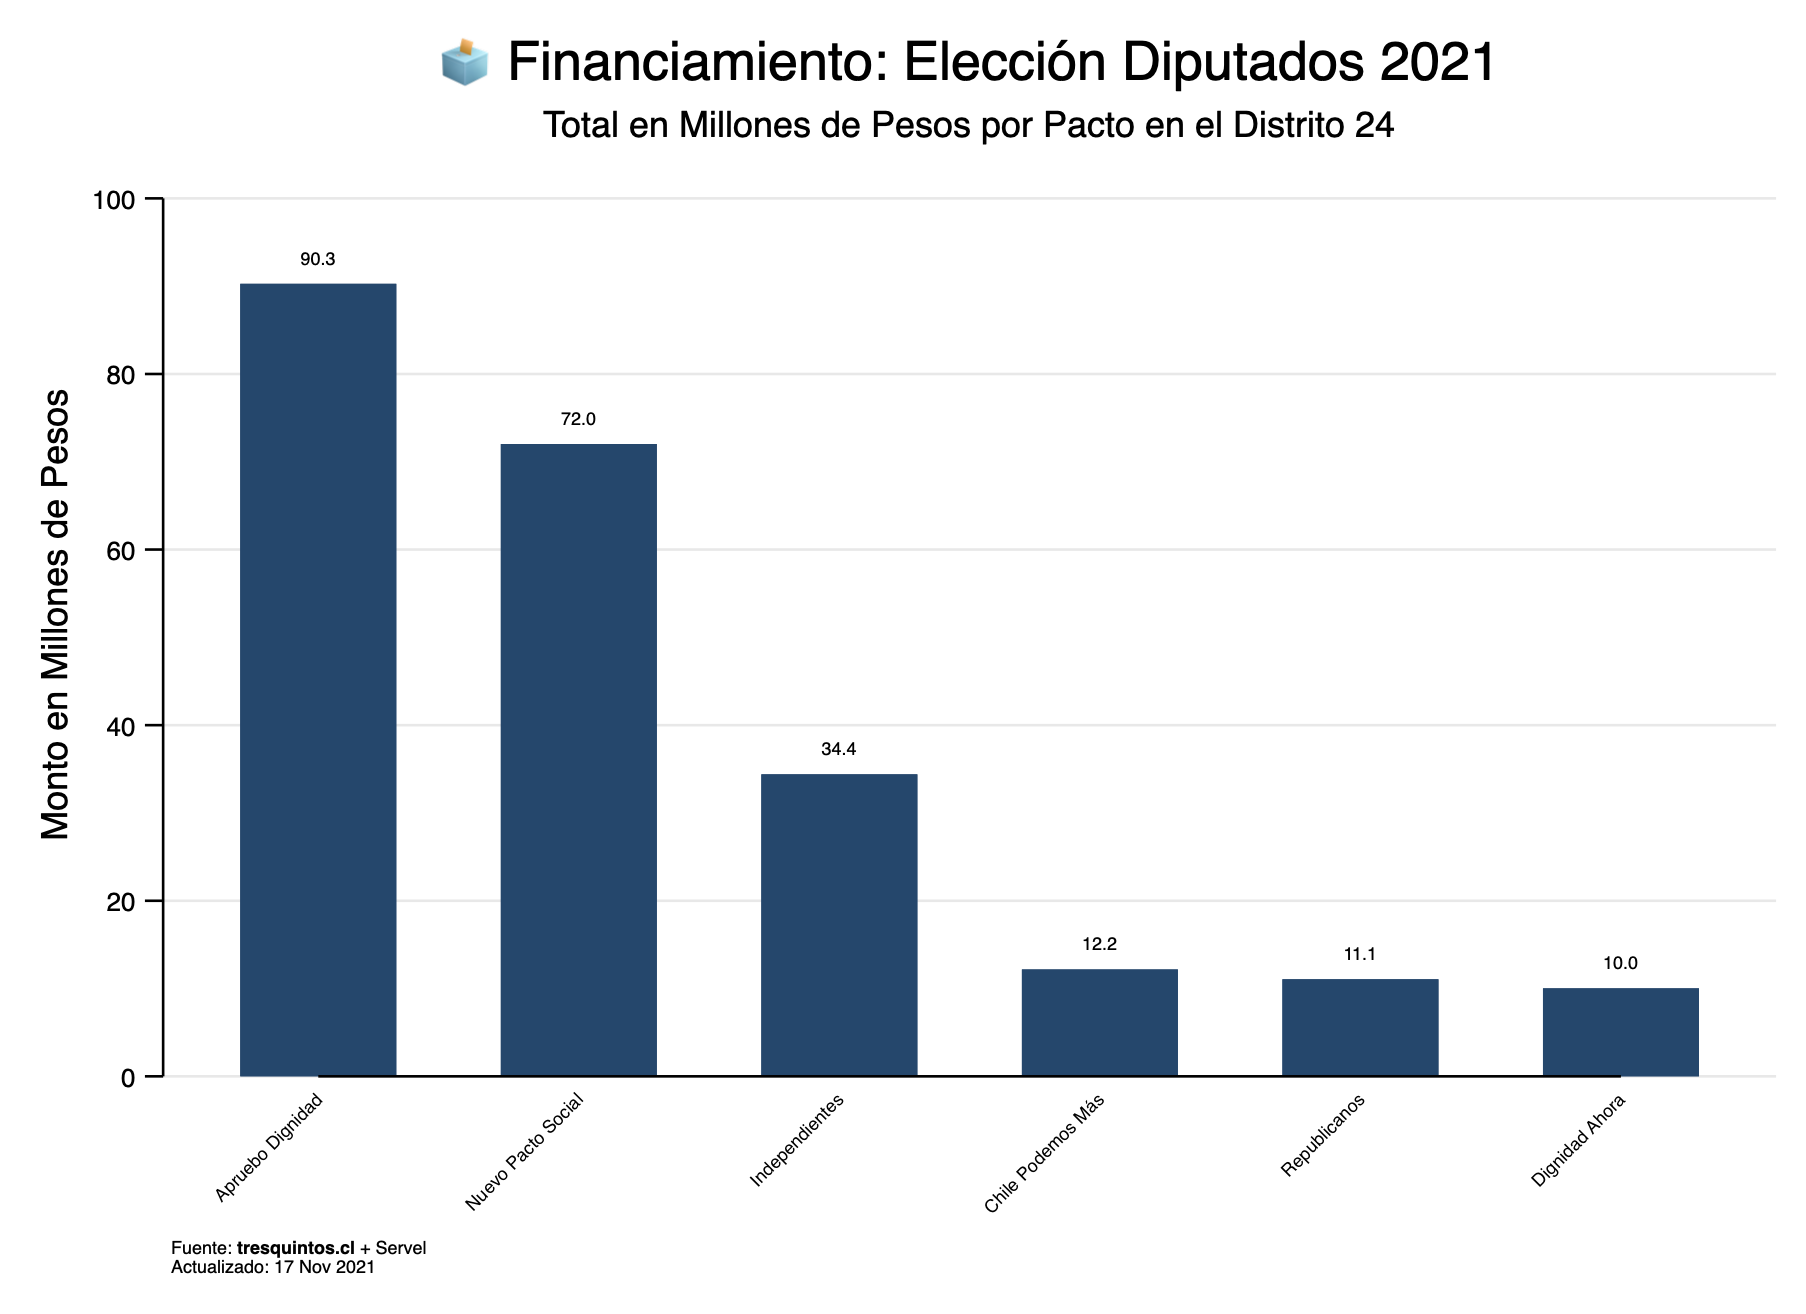 Financiamiento: Elección Diputados 2021
Total en Millones de Pesos por Pacto en el Distrito 24
Monto en Millones de Pesos
100
80
60
40
20
0
90.3
72.0
34.4
12.2
11.1
10.0
Apruebo Dignidad
Nuevo Pacto Social
Independientes
Chile Podemos Más
Republicanos
Dignidad Ahora
Fuente: tresquintos.cl + Servel
Actualizado: 17 Nov 2021